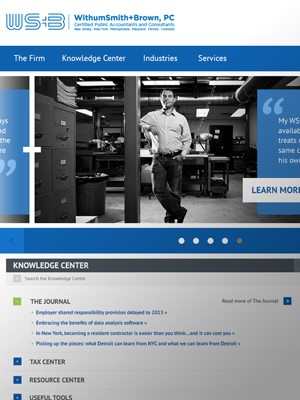 WS+B
WithumSmith+Brown, PC
Certified Public Accountants and Consultants
New Jersey, New York, Pennsylvania, Maryland, Florida, Colorado
The Firm
Knowledge Center
Industries
Services
ys
nd
the
re
”
“
My WS
availab
treats m
same c
his own
LEARN MORE
<
KNOWLEDGE CENTER
Search the Knowledge Center
THE JOURNAL
Read more of The Journal
Employer shared responsibility provision delayed to 2015 »
Embracing the benefits of data analysis software »
In New York, becoming a resident contractor is easier than you think...and it can cost you »
Picking up the pieces: what Detroit can learn from NYC and what we can learn from Detroit »
TAX CENTER
RESOURCE CENTER
USEFUL TOOLS